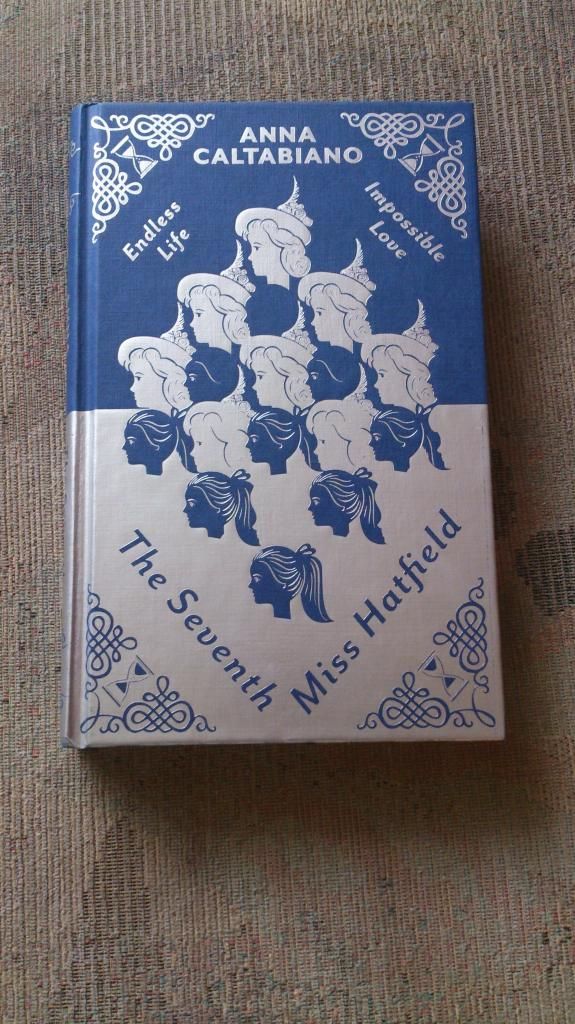 ANNA
CALTABIANO
Endless
Life
Impossible
Love
The Seventh
Miss Hatfield